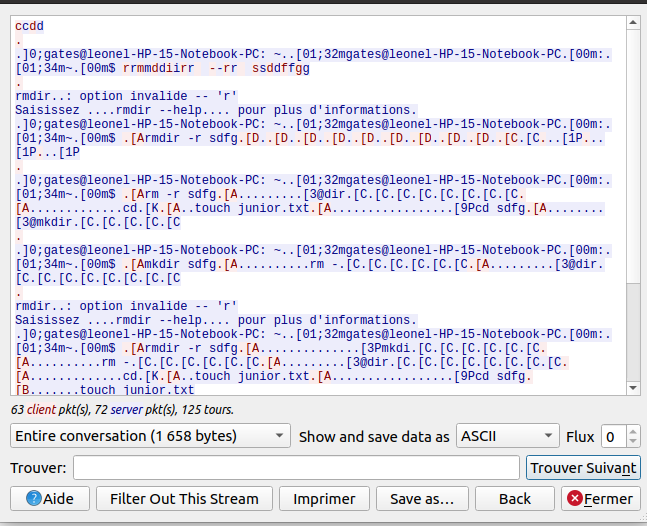 ccdd
.
.]0;gates@leonel-HP-15-Notebook-PC: ~..[01;32mgates@leonel-HP-15-Notebook-PC.[00m:.
[01;34m~.[00m$ rrmmddiirr  --rr  ssddffgg
.
rmdir..: option invalide -- 'r'
Saisissez ....rmdir --help.... pour plus d'informations.
.]0;gates@leonel-HP-15-Notebook-PC: ~..[01;32mgates@leonel-HP-15-Notebook-PC.[00m:.
[01;34m~.[00m$ .[Armdir -r sdfg.[D..[D..[D..[D..[D..[D..[D..[D..[D..[C.[C...[1P...
[1P...[1P
.
.]0;gates@leonel-HP-15-Notebook-PC: ~..[01;32mgates@leonel-HP-15-Notebook-PC.[00m:.
[01;34m~.[00m$ .[Arm -r sdfg.[A.........[3@dir.[C.[C.[C.[C.[C.[C.[C.[C.
[A.............cd.[K.[A..touch junior.txt.[A.................[9Pcd sdfg.[A........
[3@mkdir.[C.[C.[C.[C.[C
.
.]0;gates@leonel-HP-15-Notebook-PC: ~..[01;32mgates@leonel-HP-15-Notebook-PC.[00m:.
[01;34m~.[00m$ .[Amkdir sdfg.[A..........rm -.[C.[C.[C.[C.[C.[C.[A.........[3@dir.
[C.[C.[C.[C.[C.[C.[C.[C
.
rmdir..: option invalide -- 'r'
Saisissez ....rmdir --help.... pour plus d'informations.
.]0;gates@leonel-HP-15-Notebook-PC: ~..[01;32mgates@leonel-HP-15-Notebook-PC.[00m:.
[01;34m~.[00m$ .[Armdir -r sdfg.[A..............[3Pmkdi.[C.[C.[C.[C.[C.[C.
[A..........rm -.[C.[C.[C.[C.[C.[C.[A.........[3@dir.[C.[C.[C.[C.[C.[C.[C.[C.
[A.............cd.[K.[A..touch junior.txt.[A.................[9Pcd sdfg.
[B.......touch junior.txt
63 client pkt(s), 72 server pkt(s), 125 tours.
Entire conversation (1 658 bytes) Show and save data as ASCII Flux 0
Trouver: Trouver Suivant
Aide Filter Out This Stream Imprimer Save as... Back Fermer